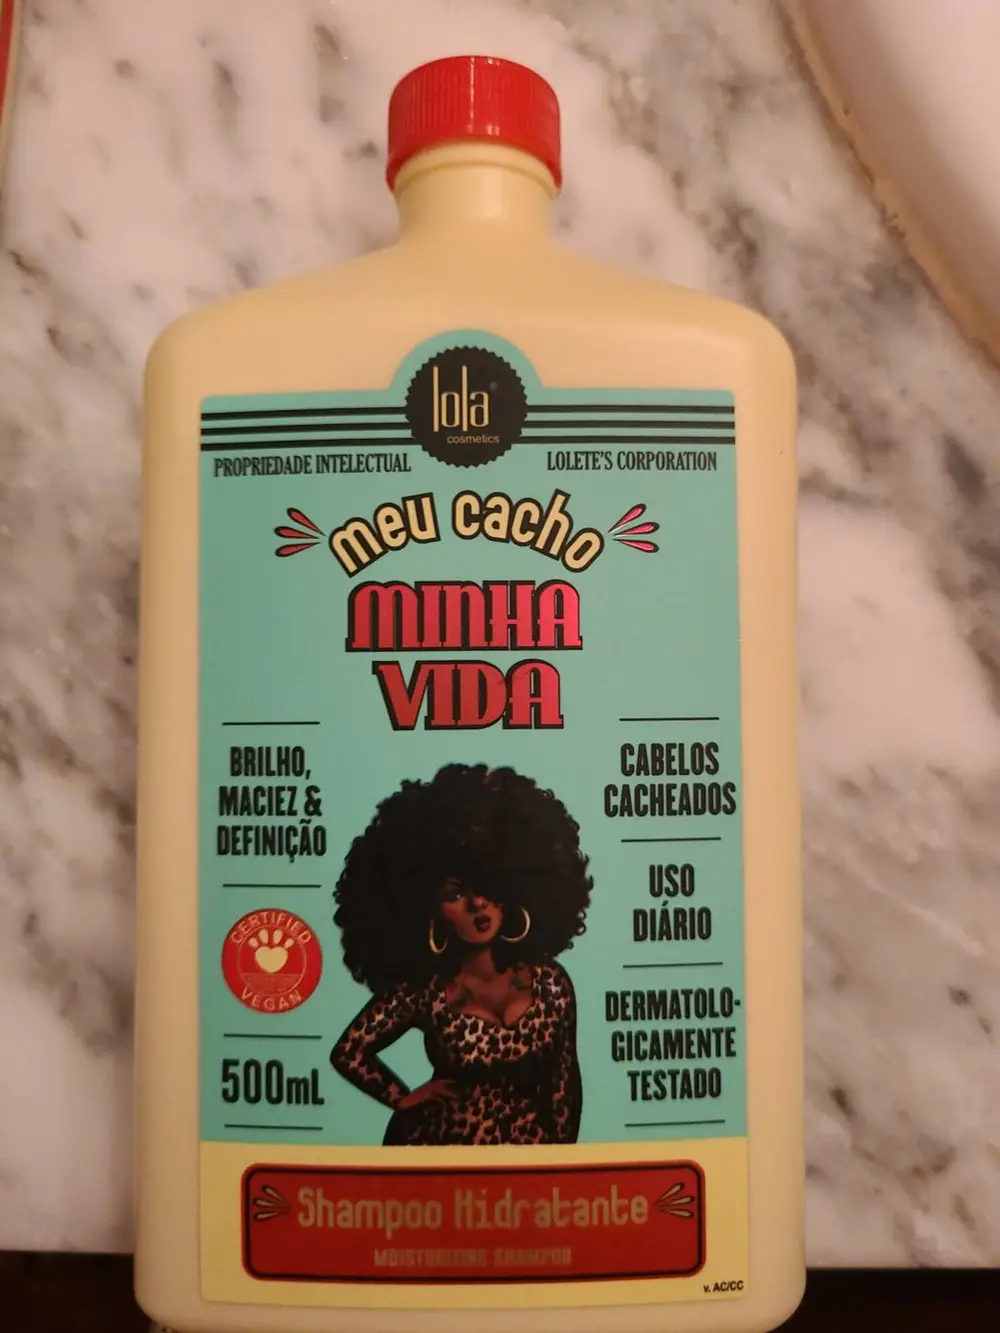 lola
cosmetics
PROPRIEDADE INTELECTUAL
LOLETE'S CORPORATION
meu cacho
MINHA
VIDA
BRILHO,
MACIEZ &
DEFINIÇÃO
CERTIFIED
VEGAN
500mL
CABELOS
CACHEADOS
USO
DIÁRIO
DERMATOLO-
GICAMENTE
TESTADO
Shampoo Hidratante
MOISTURIZING SHAMPOO
v. AC/CC